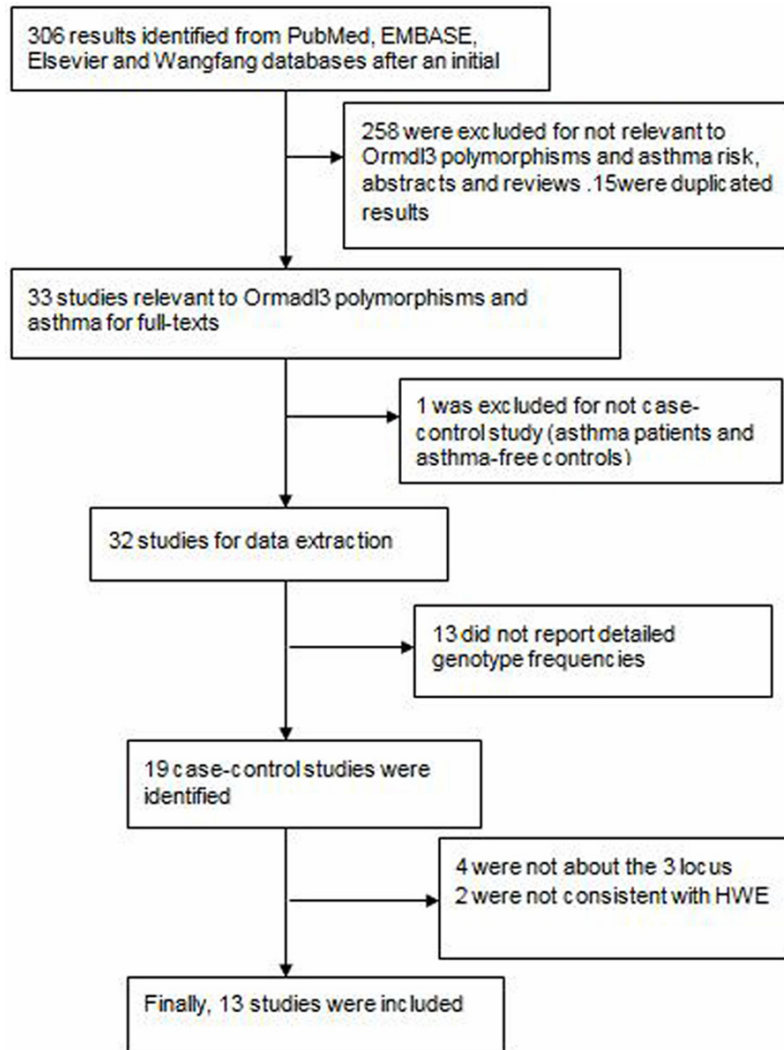 306 results identified from PubMed, EMBASE,
Elsevier and Wangfang databases after an initial
258 were excluded for not relevant to
Ormdl3 polymorphisms and asthma risk,
abstracts and reviews .15were duplicated
results
33 studies relevant to Ormadl3 polymorphisms and
asthma for full-texts
1 was excluded for not case-
control study (asthma patients and
asthma-free controls)
32 studies for data extraction
13 did not report detailed
genotype frequencies
19 case-control studies were
identified
4 were not about the 3 locus
2 were not consistent with HWE
Finally, 13 studies were included